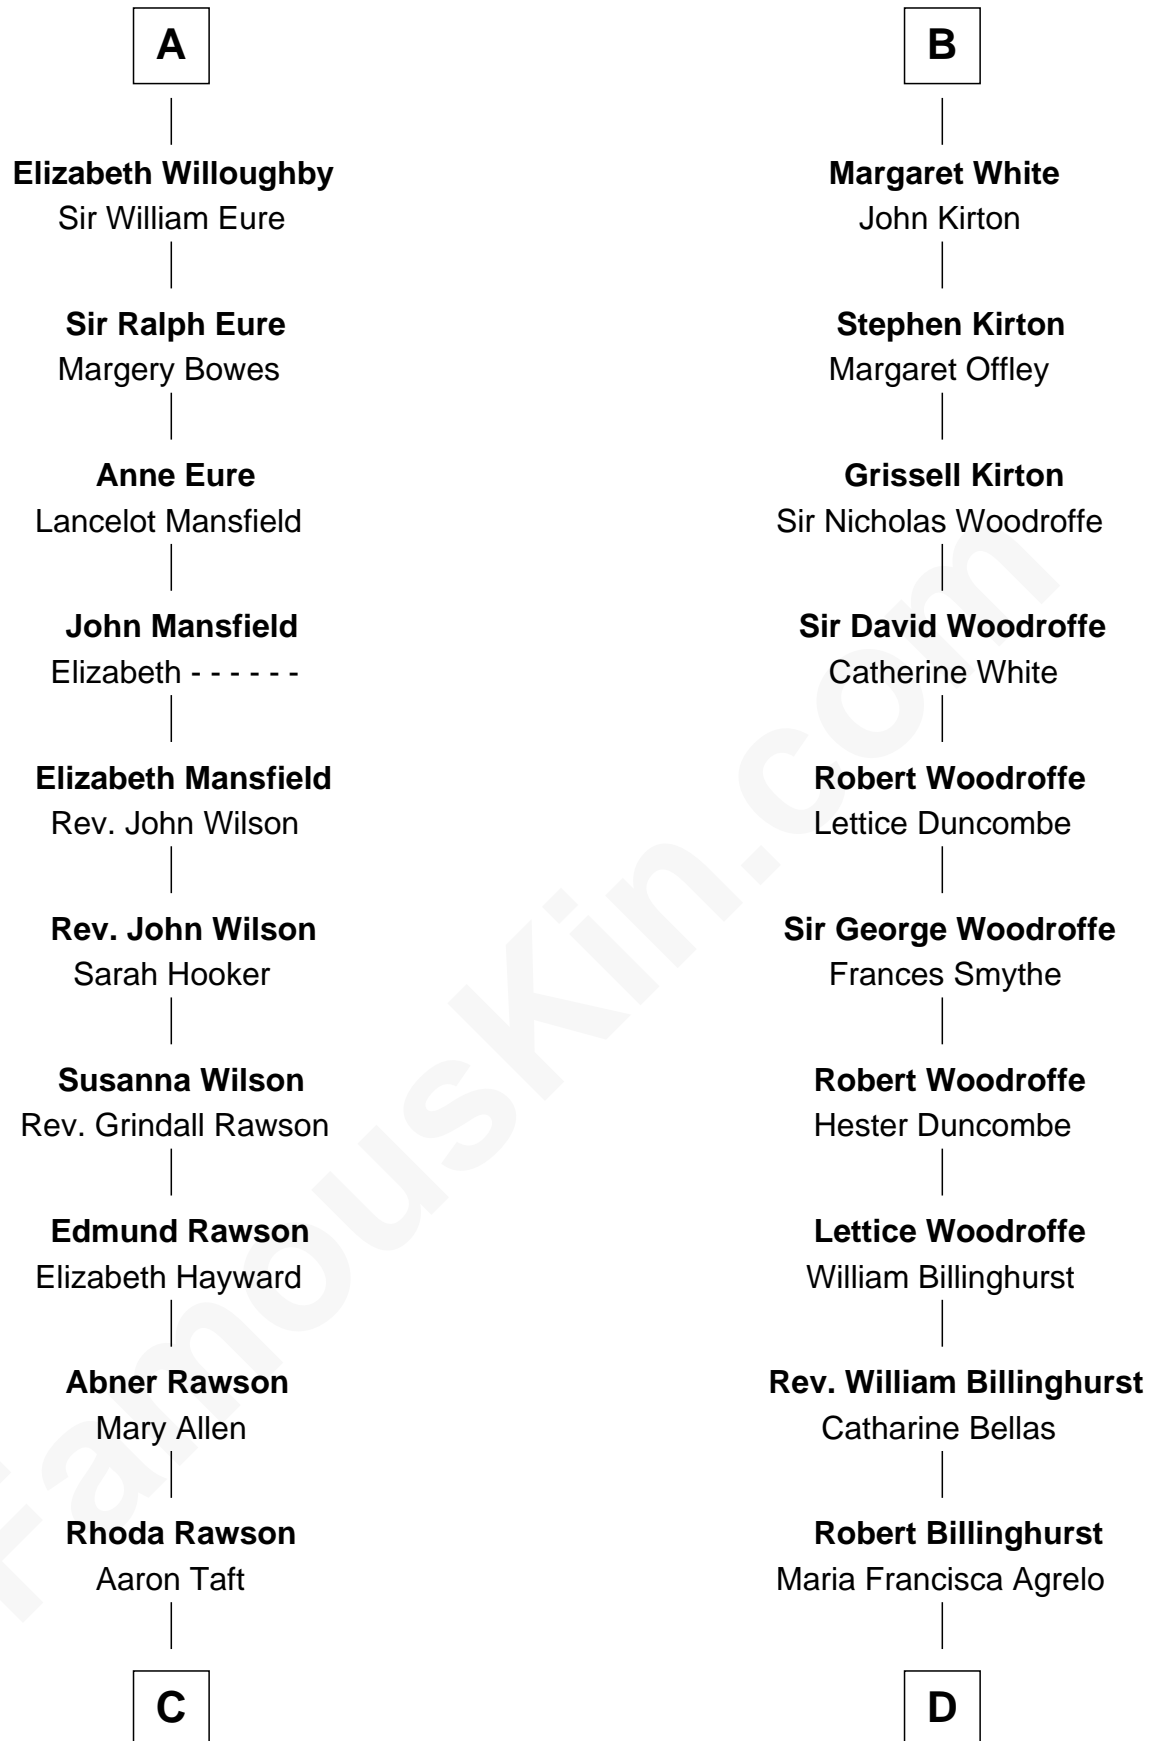 A
Elizabeth Willoughby
Sir William Eure
Sir Ralph Eure
Margery Bowes
Anne Eure
Lancelot Mansfield
John Mansfield
Elizabeth - - - - - -
Elizabeth Mansfield
Rev. John Wilson
Rev. John Wilson
Sarah Hooker
Susanna Wilson
Rev. Grindall Rawson
Edmund Rawson
Elizabeth Hayward
Abner Rawson
Mary Allen
Rhoda Rawson
Aaron Taft
C
B
Margaret White
John Kirton
Stephen Kirton
Margaret Offley
Grissell Kirton
Sir Nicholas Woodroffe
Sir David Woodroffe
Catherine White
Robert Woodroffe
Lettice Duncombe
Sir George Woodroffe
Frances Smythe
Robert Woodroffe
Hester Duncombe
Lettice Woodroffe
William Billinghurst
Rev. William Billinghurst
Catharine Bellas
Robert Billinghurst
Maria Francisca Agrelo
D
FamousKin.com